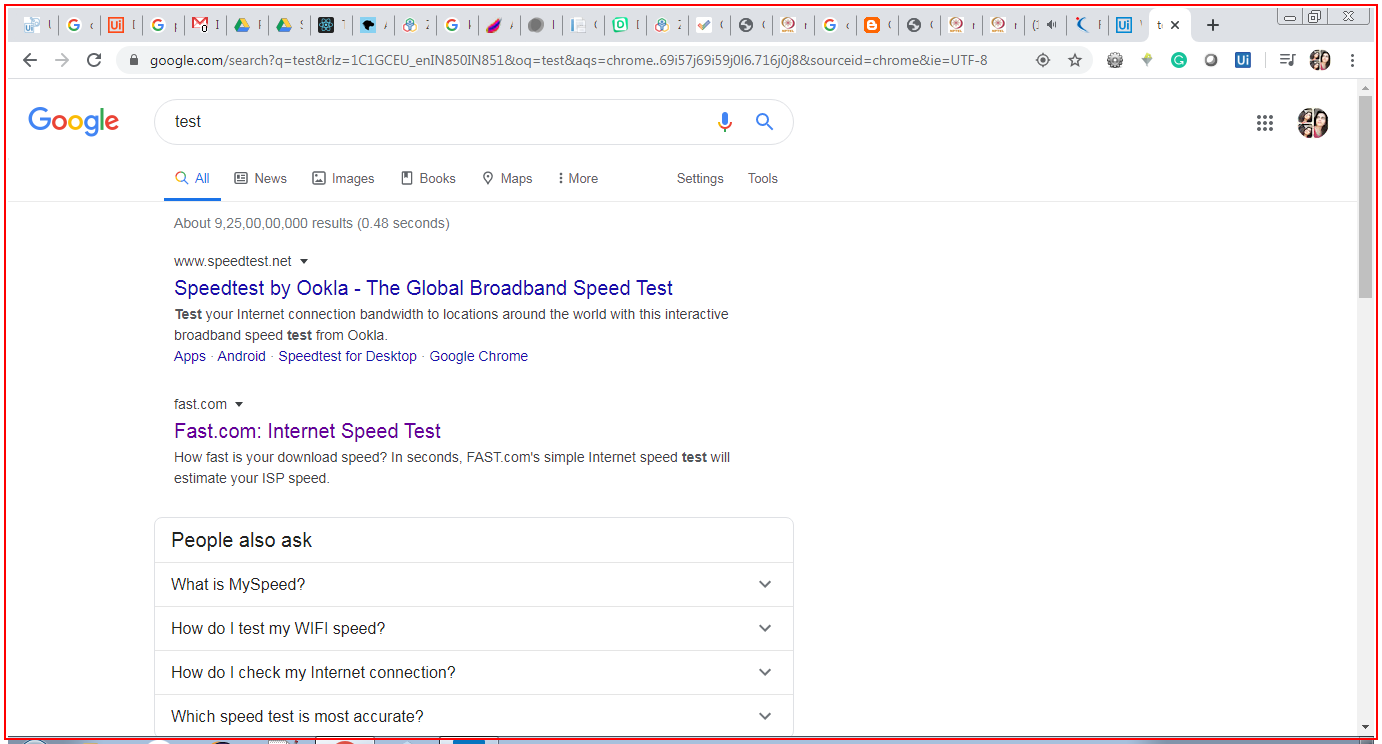 google.com/search?q=test&rlz=1C1GCEU_enIN850IN851&oq=test&aqs=chrome..69i57j69i59j0l6.716j0j8&sourceid=chrome&ie=UTF-8
Google
test
All News Images Books Maps More Settings Tools
About 9,25,00,00,000 results (0.48 seconds)
www.speedtest.net
Speedtest by Ookla - The Global Broadband Speed Test
Test your Internet connection bandwidth to locations around the world with this interactive
broadband speed test from Ookla.
Apps · Android · Speedtest for Desktop · Google Chrome
fast.com
Fast.com: Internet Speed Test
How fast is your download speed? In seconds, FAST.com's simple Internet speed test will
estimate your ISP speed.
People also ask
What is MySpeed?
How do I test my WIFI speed?
How do I check my Internet connection?
Which speed test is most accurate?